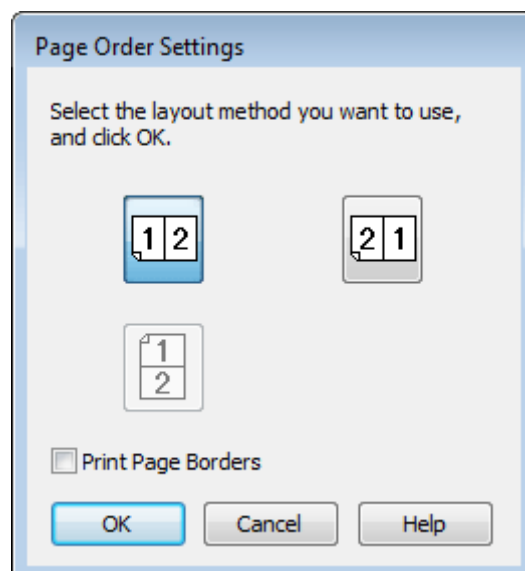 Page Order Settings
Select the layout method you want to use,
and click OK.
1 2
2 1
1
2
Print Page Borders
OK Cancel Help